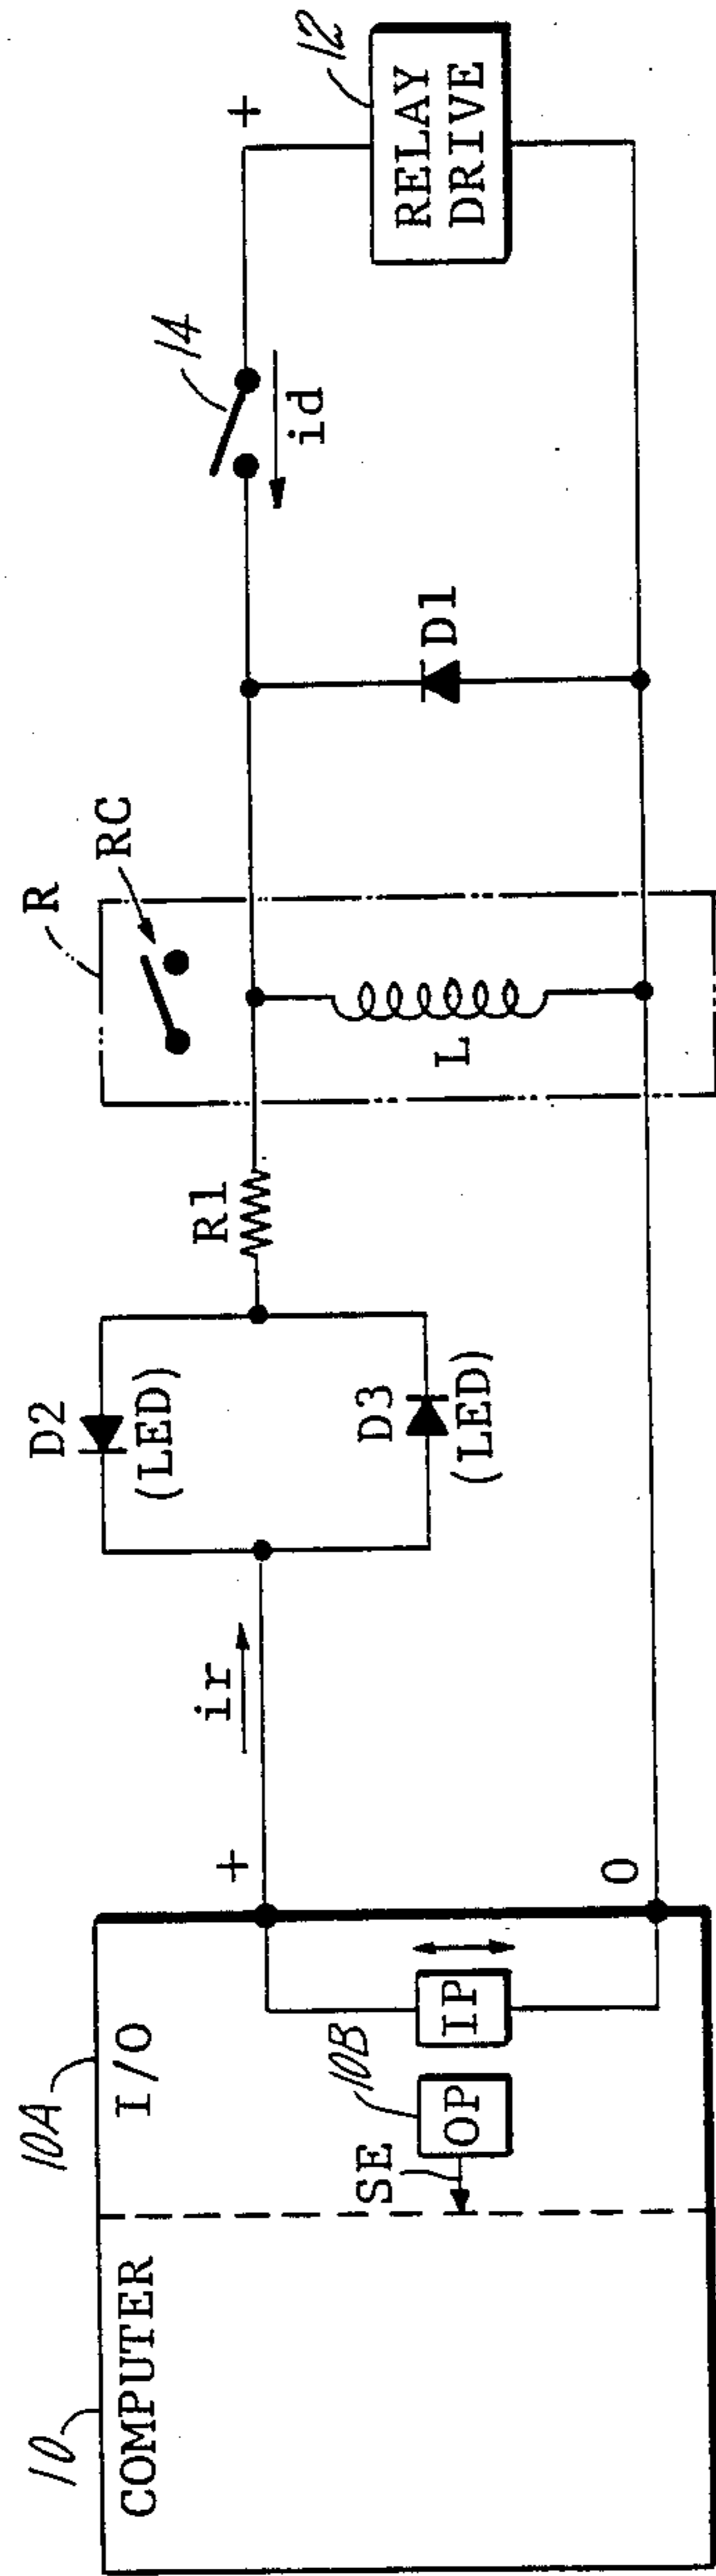 10
COMPUTER
10A
I/O
SE
OP
10B
IP
+
0
ir
D2
(LED)
D3
(LED)
R1
R
RC
L
D1
14
id
+
12
RELAY
DRIVE